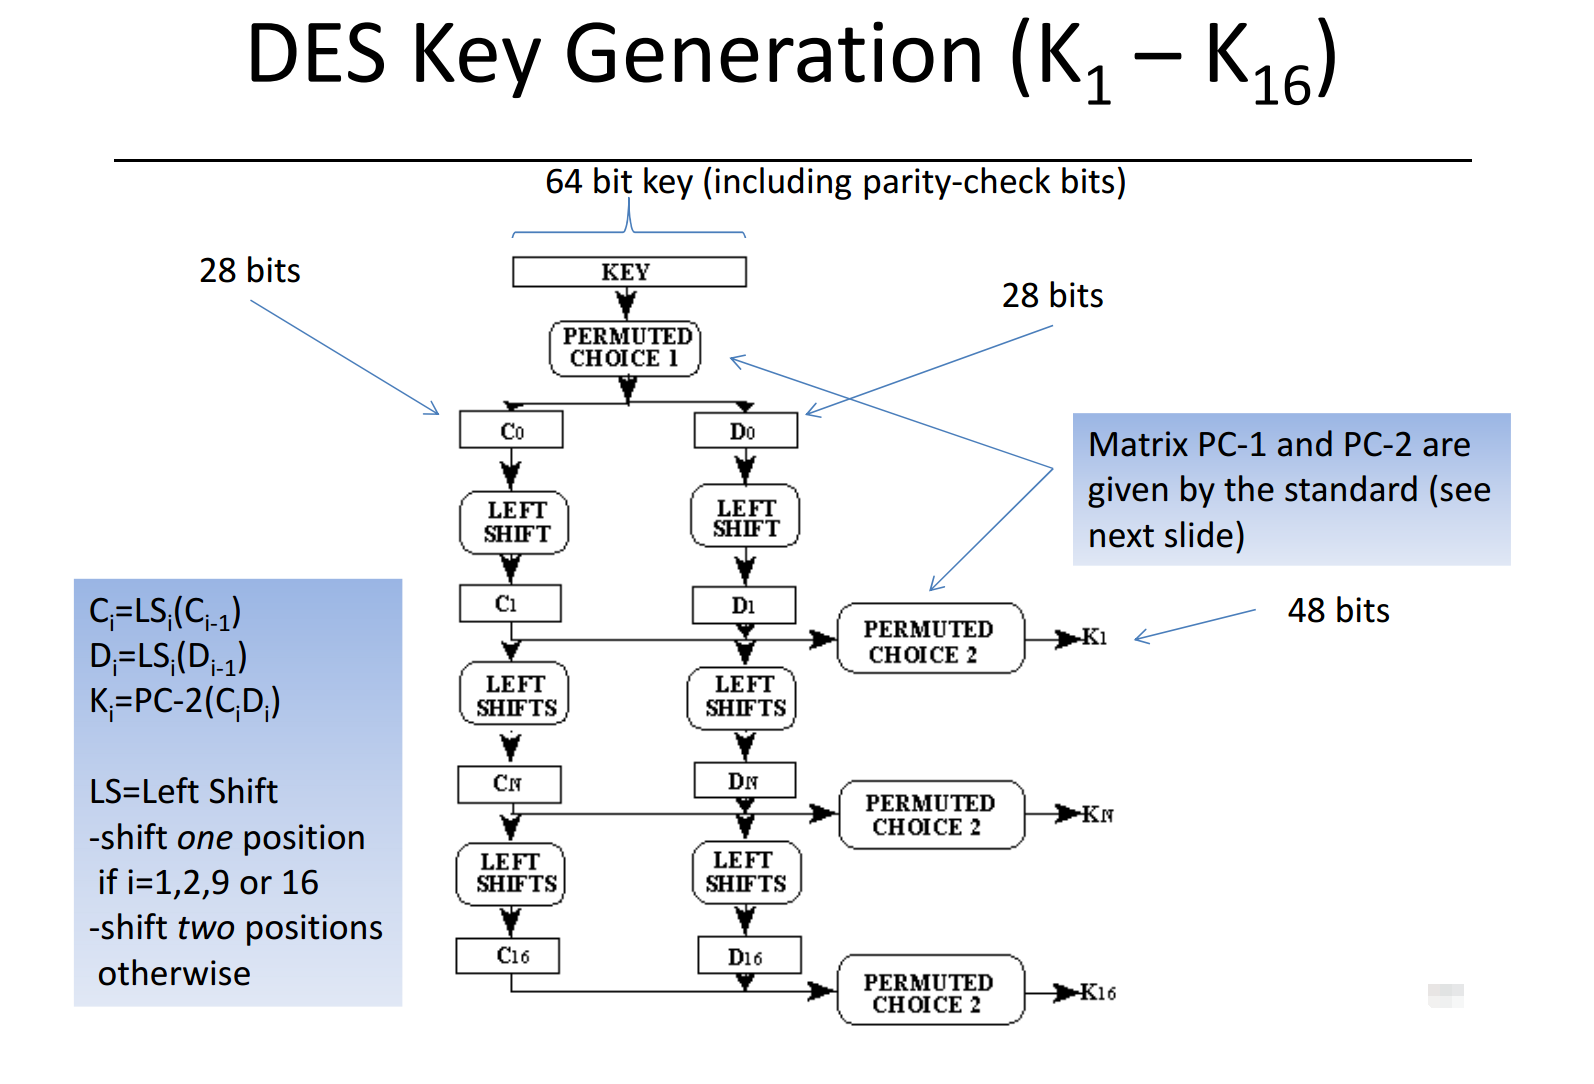 DES Key Generation (K1 – K16)
64 bit key (including parity-check bits)
28 bits
KEY
28 bits
PERMUTED
CHOICE 1
C0
D0
Matrix PC-1 and PC-2 are
given by the standard (see
next slide)
LEFT
SHIFT
LEFT
SHIFT
C1
D1
Ci=LSi(Ci-1)
Di=LSi(Di-1)
Ki=PC-2(CiDi)
LS=Left Shift
-shift one position
if i=1,2,9 or 16
-shift two positions
otherwise
PERMUTED
CHOICE 2
K1
48 bits
LEFT
SHIFTS
LEFT
SHIFTS
CN
DN
PERMUTED
CHOICE 2
KN
LEFT
SHIFTS
LEFT
SHIFTS
C16
D16
PERMUTED
CHOICE 2
K16